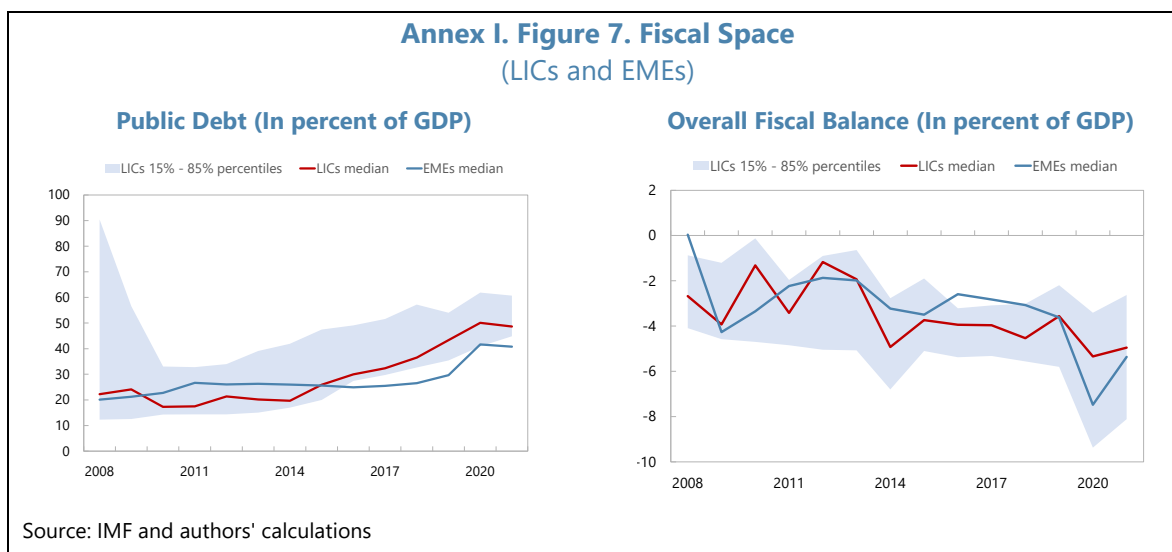 Annex I. Figure 7. Fiscal Space
(LICs and EMEs)
Public Debt (In percent of GDP)
LICs 15% - 85% percentiles LICs median EMEs median
100
90
80
70
60
50
40
30
20
10
0
2008 2011 2014 2017 2020
Overall Fiscal Balance (In percent of GDP)
LICs 15% - 85% percentiles LICs median EMEs median
2
0
-2
-4
-6
-8
-10
2008 2011 2014 2017 2020
Source: IMF and authors' calculations